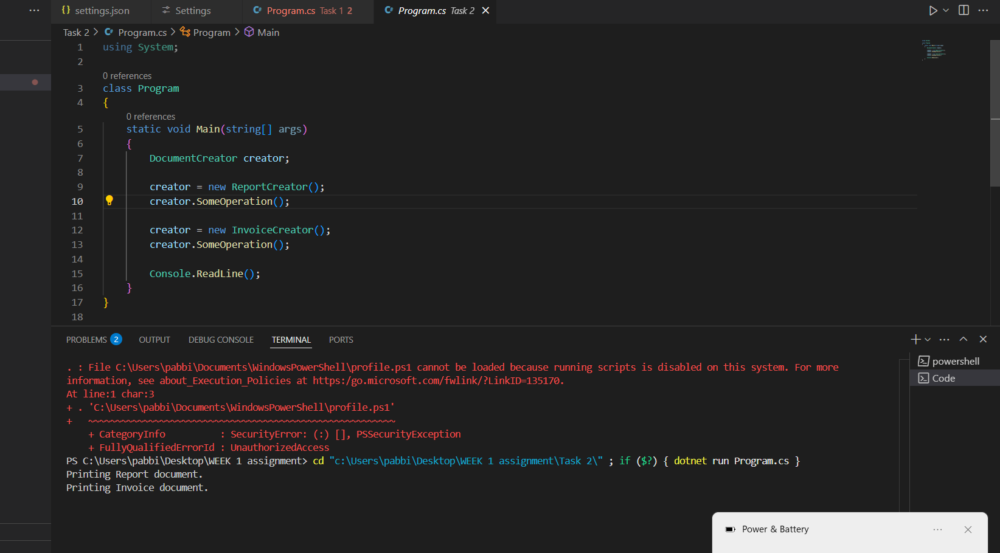 settings.json
Settings
C# Program.cs Task 1 2
C# Program.cs Task 2
Task 2 > C# Program.cs > Program > Main
1 using System;
2
0 references
3 class Program
4 {
0 references
5 static void Main(string[] args)
6 {
7 DocumentCreator creator;
8
9 creator = new ReportCreator();
10 creator.SomeOperation();
11
12 creator = new InvoiceCreator();
13 creator.SomeOperation();
14
15 Console.ReadLine();
16 }
17 }
18
PROBLEMS 2 OUTPUT DEBUG CONSOLE TERMINAL PORTS
. : File C:\Users\pabbi\Documents\WindowsPowerShell\profile.ps1 cannot be loaded because running scripts is disabled on this system. For more
information, see about_Execution_Policies at https:/go.microsoft.com/fwlink/?LinkID=135170.
At line:1 char:3
+ . 'C:\Users\pabbi\Documents\WindowsPowerShell\profile.ps1'
+   ~~~~~~~~~~~~~~~~~~~~~~~~~~~~~~~~~~~~~~~~~~~~~~~~~~~~~~~~
+ CategoryInfo : SecurityError: (:) [], PSSecurityException
+ FullyQualifiedErrorId : UnauthorizedAccess
PS C:\Users\pabbi\Desktop\WEEK 1 assignment> cd "c:\Users\pabbi\Desktop\WEEK 1 assignment\Task 2\" ; if ($?) { dotnet run Program.cs }
Printing Report document.
Printing Invoice document.
powershell
Code
Power & Battery